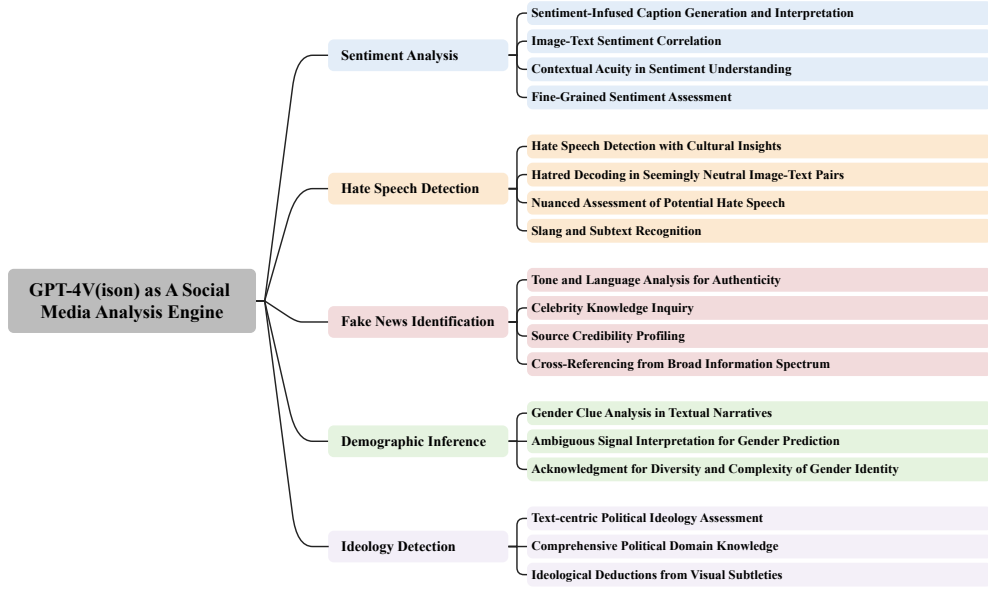 GPT-4V(ison) as A Social
Media Analysis Engine
Sentiment Analysis
Sentiment-Infused Caption Generation and Interpretation
Image-Text Sentiment Correlation
Contextual Acuity in Sentiment Understanding
Fine-Grained Sentiment Assessment
Hate Speech Detection
Hate Speech Detection with Cultural Insights
Hatred Decoding in Seemingly Neutral Image-Text Pairs
Nuanced Assessment of Potential Hate Speech
Slang and Subtext Recognition
Fake News Identification
Tone and Language Analysis for Authenticity
Celebrity Knowledge Inquiry
Source Credibility Profiling
Cross-Referencing from Broad Information Spectrum
Demographic Inference
Gender Clue Analysis in Textual Narratives
Ambiguous Signal Interpretation for Gender Prediction
Acknowledgment for Diversity and Complexity of Gender Identity
Ideology Detection
Text-centric Political Ideology Assessment
Comprehensive Political Domain Knowledge
Ideological Deductions from Visual Subtleties